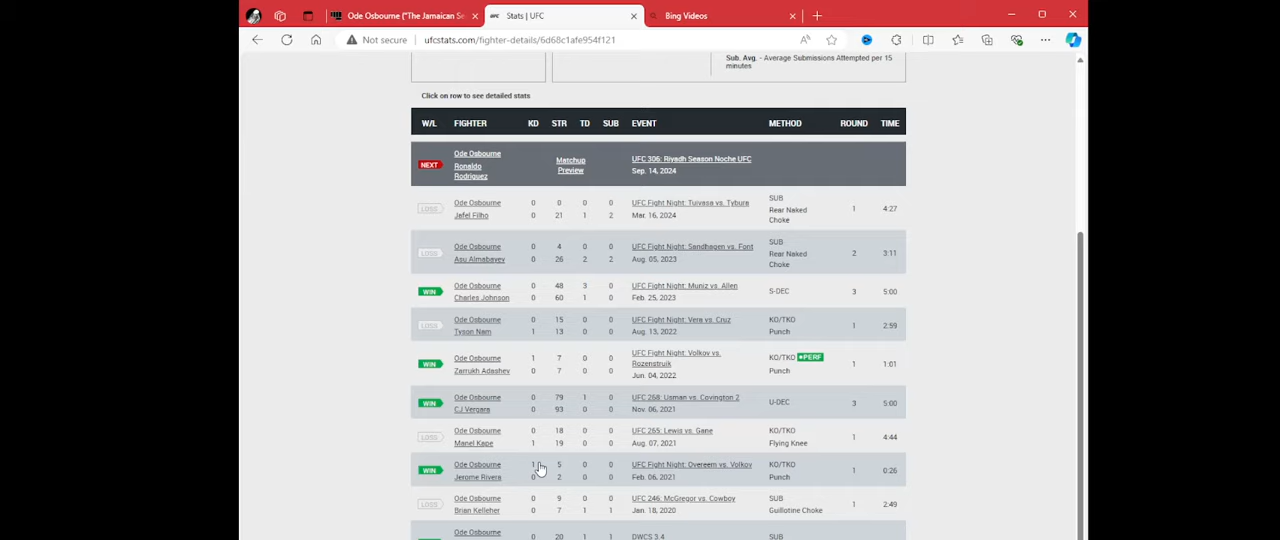 Ode Osbourne ("The Jamaican Se
Stats | UFC
Bing Videos
Not secure
ufcstats.com/fighter-details/6d68c1afe954f121
Sub. Avg. - Average Submissions Attempted per 15
minutes
Click on row to see detailed stats
W/L FIGHTER KD STR TD SUB EVENT METHOD ROUND TIME
NEXT
Ode Osbourne
Ronaldo
Rodriguez
Matchup
Preview
UFC 306: Riyadh Season Noche UFC
Sep. 14, 2024
LOSS
Ode Osbourne 0 0 0 0 UFC Fight Night: Tuivasa vs. Tybura
Jafel Filho 0 21 1 2 Mar. 16, 2024
SUB
Rear Naked
Choke
1 4:27
LOSS
Ode Osbourne 0 4 0 0 UFC Fight Night: Sandhagen vs. Font
Asu Almabayev 0 26 2 2 Aug. 05, 2023
SUB
Rear Naked
Choke
2 3:11
WIN
Ode Osbourne 0 48 3 0 UFC Fight Night: Muniz vs. Allen
Charles Johnson 0 60 1 0 Feb. 25, 2023
S-DEC
3 5:00
LOSS
Ode Osbourne 0 15 0 0 UFC Fight Night: Vera vs. Cruz
Tyson Nam 1 13 0 0 Aug. 13, 2022
KO/TKO
Punch
1 2:59
WIN
Ode Osbourne 1 7 0 0
Zarrukh Adashev 0 7 0 0
UFC Fight Night: Volkov vs.
Rozenstruik
Jun. 04, 2022
KO/TKO PERF
Punch
1 1:01
WIN
Ode Osbourne 0 79 1 0 UFC 268: Usman vs. Covington 2
CJ Vergara 0 93 0 0 Nov. 06, 2021
U-DEC
3 5:00
LOSS
Ode Osbourne 0 18 0 0 UFC 265: Lewis vs. Gane
Manel Kape 1 19 0 0 Aug. 07, 2021
KO/TKO
Flying Knee
1 4:44
WIN
Ode Osbourne 1 5 0 0 UFC Fight Night: Overeem vs. Volkov
Jerome Rivera 0 2 0 0 Feb. 06, 2021
KO/TKO
Punch
1 0:26
LOSS
Ode Osbourne 0 9 0 0 UFC 246: McGregor vs. Cowboy
Brian Kelleher 0 7 1 1 Jan. 18, 2020
SUB
Guillotine Choke
1 2:49
Ode Osbourne 0 20 1 1 DWCS 3.4
SUB